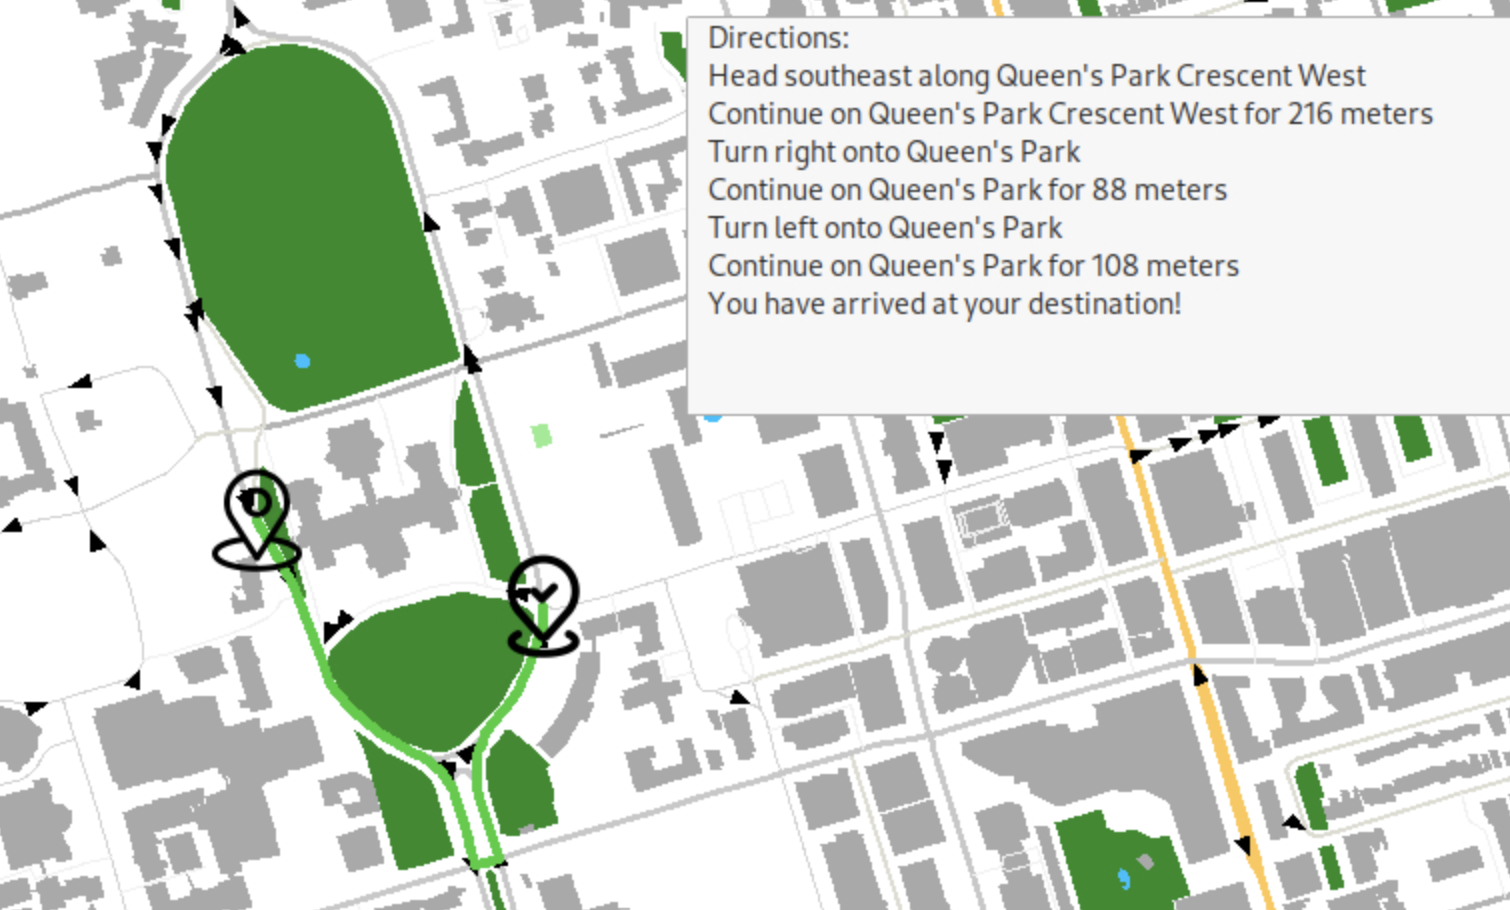 Directions:
Head southeast along Queen's Park Crescent West
Continue on Queen's Park Crescent West for 216 meters
Turn right onto Queen's Park
Continue on Queen's Park for 88 meters
Turn left onto Queen's Park
Continue on Queen's Park for 108 meters
You have arrived at your destination!